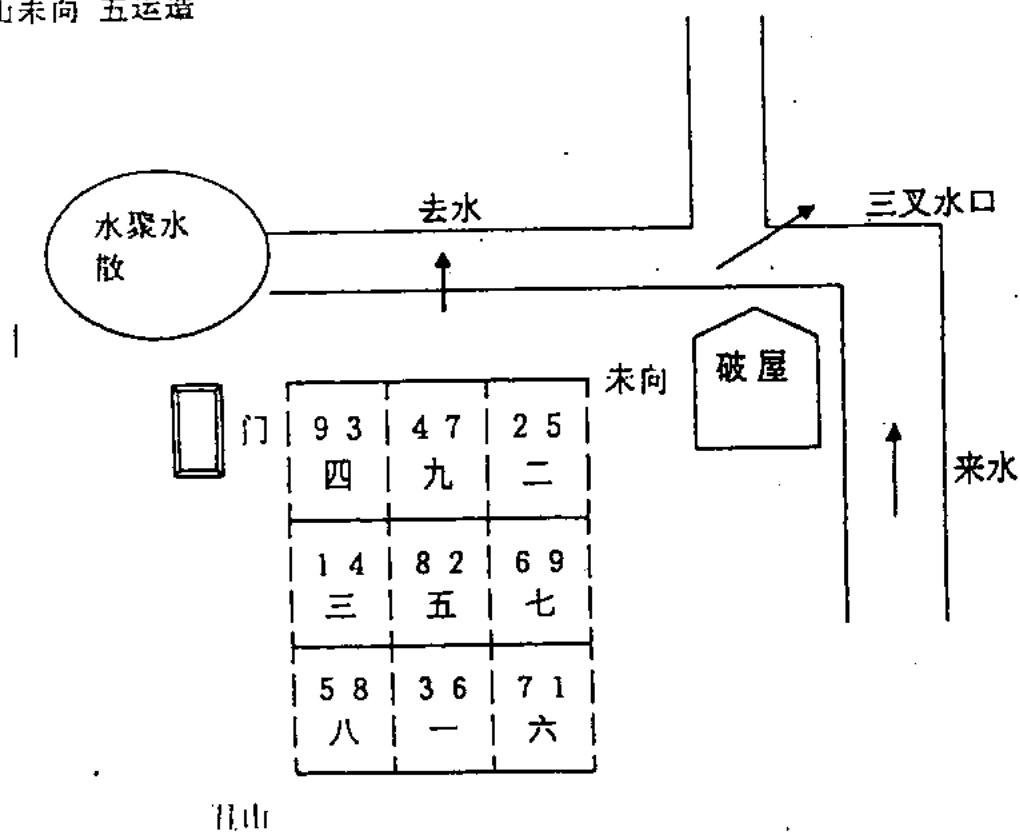 山未向 五运造
去水
三叉水口
水聚水
散
破屋
未向
门
来水
9 3 4 7 2 5
四 九 二
1 4 8 2 6 9
三 五 七
5 8 3 6 7 1
八 一 六
山